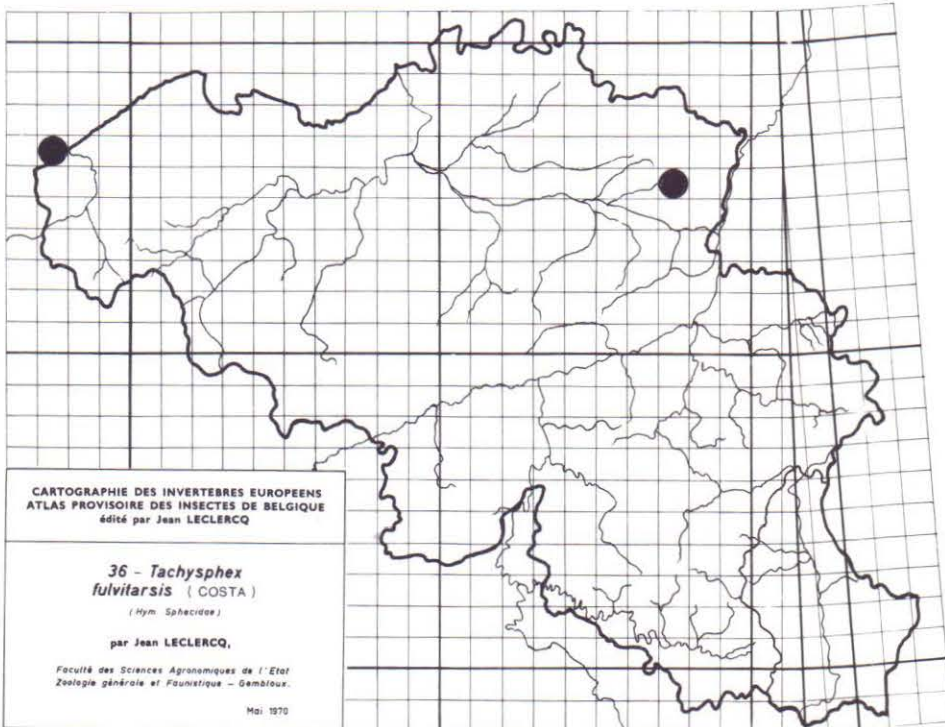 CARTOGRAPHIE DES INVERTEBRES EUROPEENS
ATLAS PROVISOIRE DES INSECTES DE BELGIQUE
édité par Jean LECLERCQ
36 - Tachysphex
fulvitarsis ( COSTA )
( Hym Sphecidae )
par Jean LECLERCQ,
Faculté des Sciences Agronomiques de l'Etat
Zoologie générale et Faunistique - Gembloux.
Mai 1970